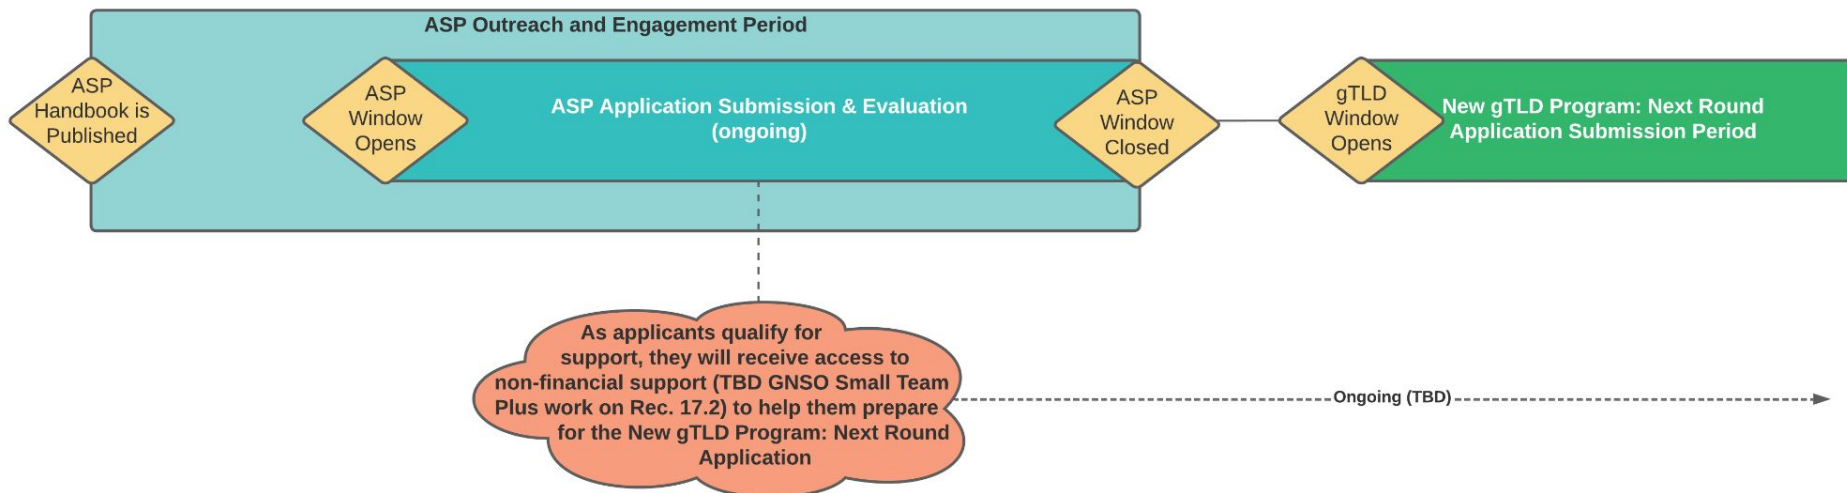 ASP Outreach and Engagement Period
ASP
Handbook is
Published
ASP
Window
Opens
ASP Application Submission & Evaluation
(ongoing)
ASP
Window
Closed
gTLD
Window
Opens
New gTLD Program: Next Round
Application Submission Period
As applicants qualify for
support, they will receive access to
non-financial support (TBD GNSO Small Team
Plus work on Rec. 17.2) to help them prepare
for the New gTLD Program: Next Round
Application
Ongoing (TBD)